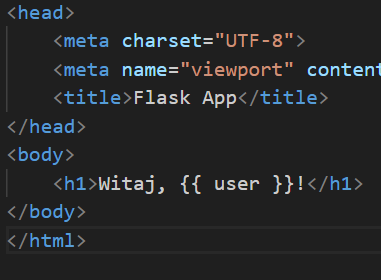 <head>
<meta charset="UTF-8">
<meta name="viewport" content
<title>Flask App</title>
</head>
<body>
<h1>Witaj, {{ user }}!</h1>
</body>
</html>